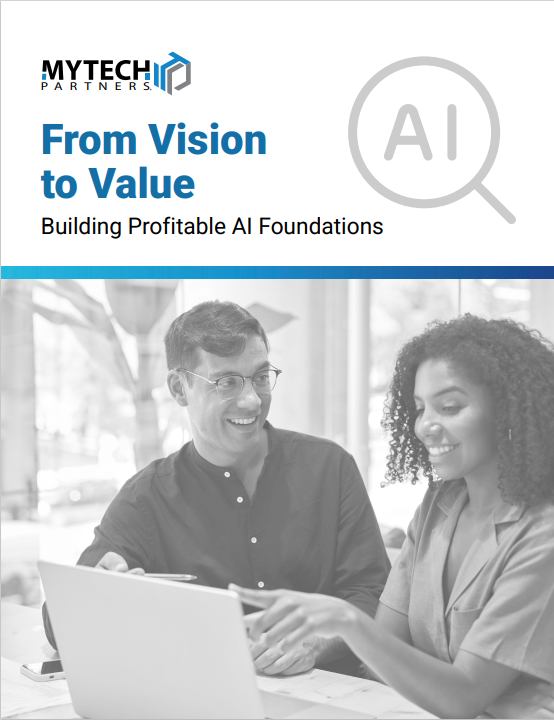 MYTECH
PARTNERS
AI
From Vision
to Value
Building Profitable AI Foundations